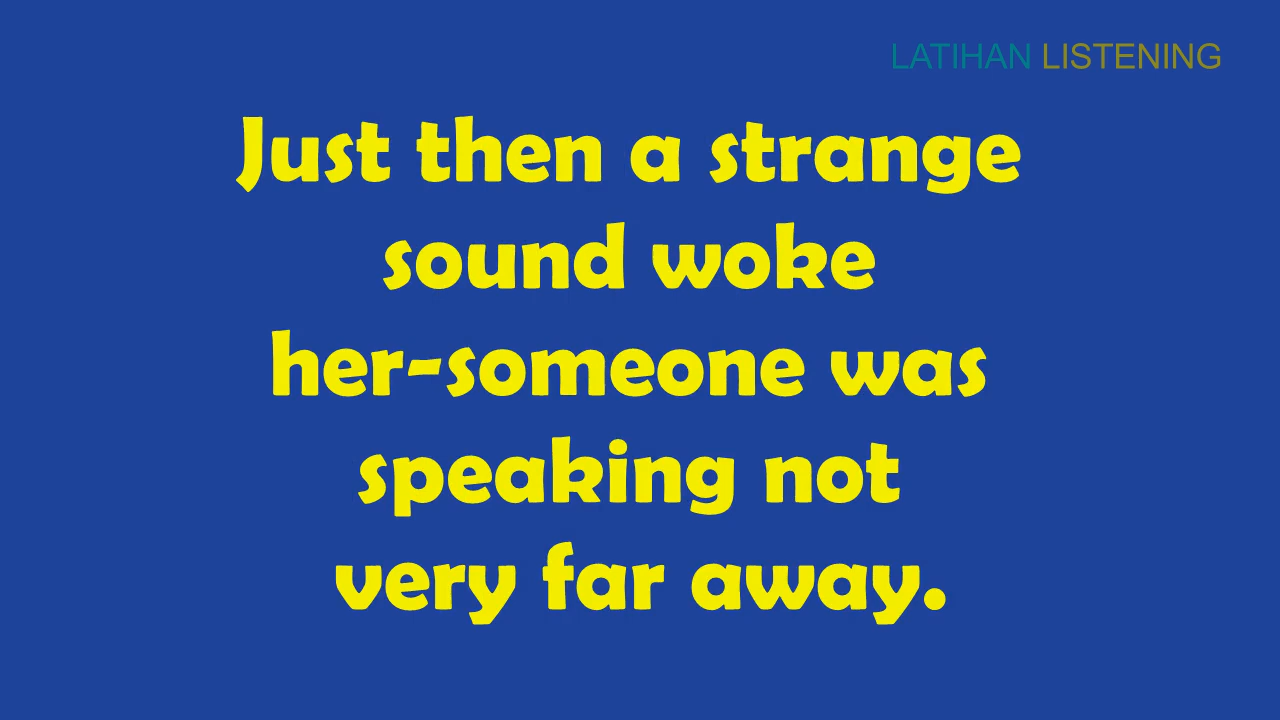 LATIHAN LISTENING
Just then a strange
sound woke
her-someone was
speaking not
very far away.